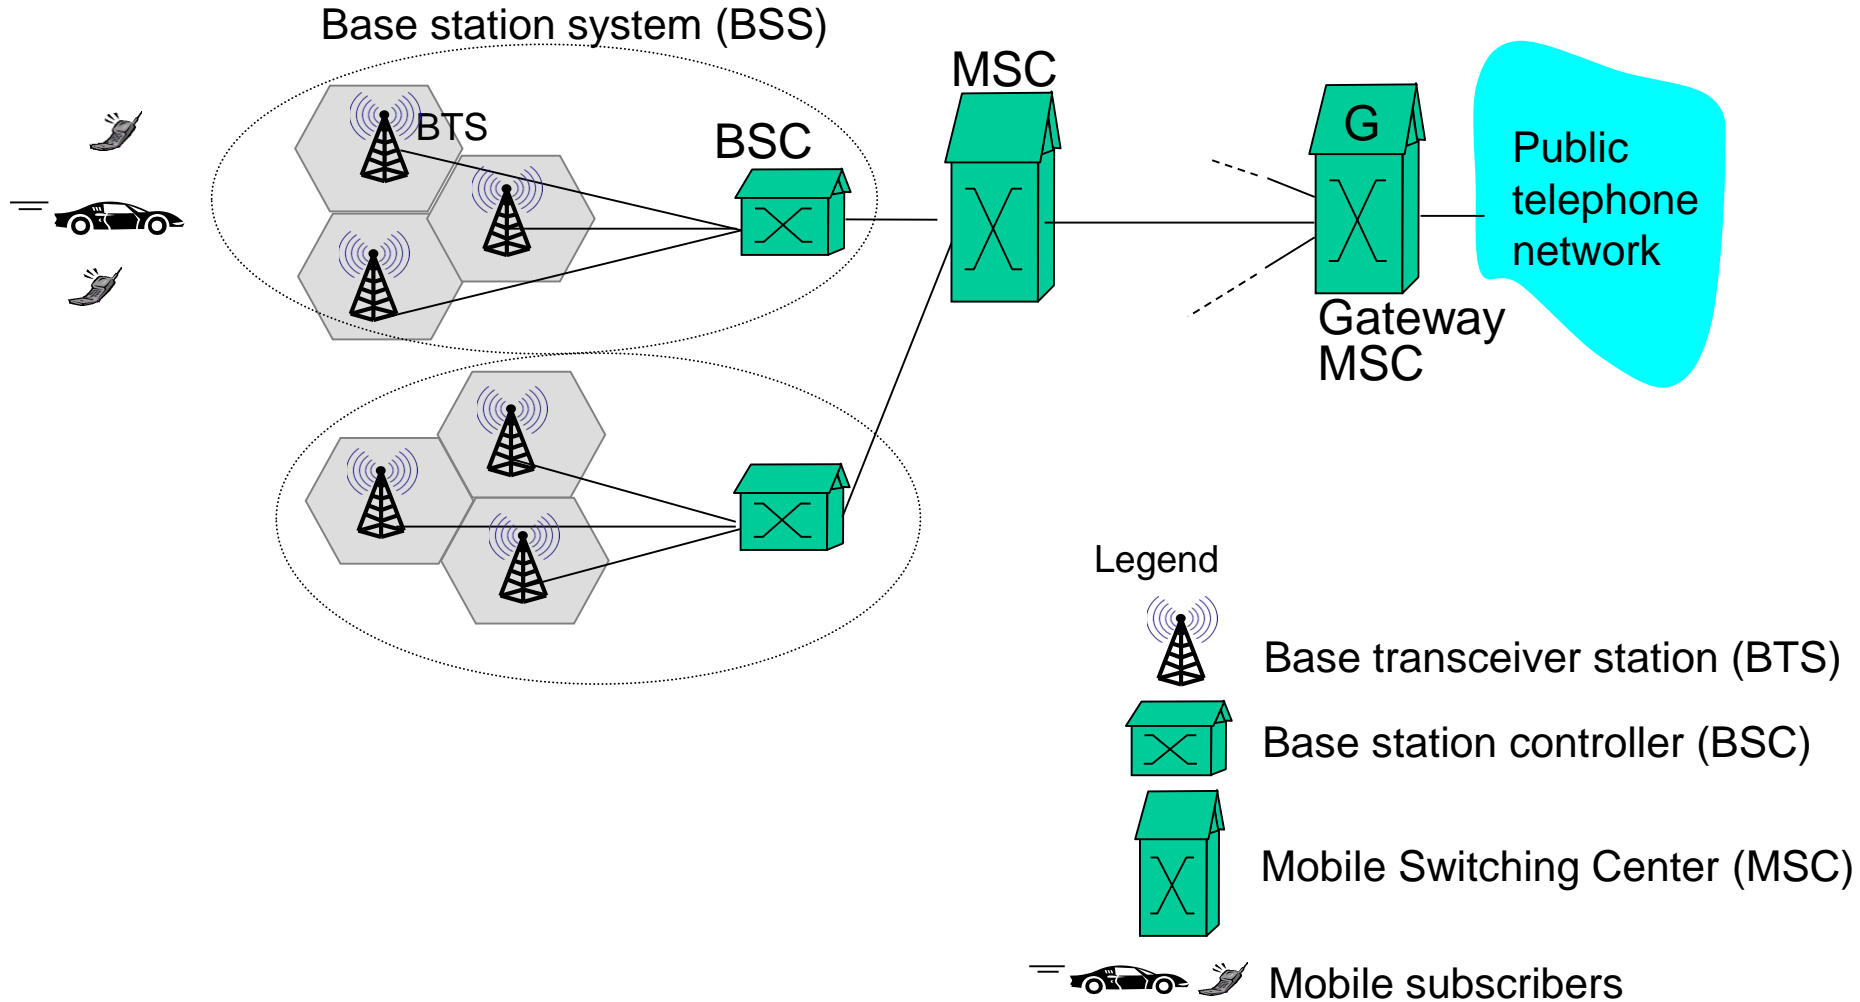 Base station system (BSS)
BTS
BSC
MSC
G
Gateway
MSC
Public
telephone
network
Legend
Base transceiver station (BTS)
Base station controller (BSC)
Mobile Switching Center (MSC)
Mobile subscribers